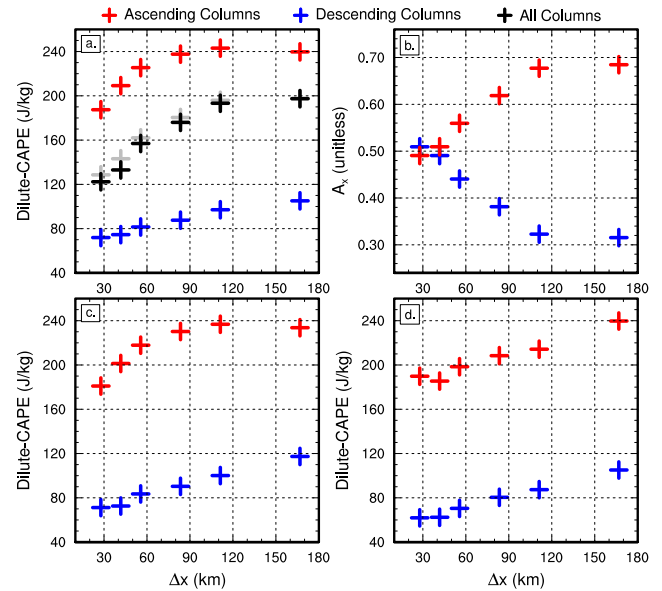 Ascending Columns Descending Columns All Columns
a.
240
200
160
120
80
40
Dilute-CAPE (J/kg)
30 60 90 120 150 180
b.
0.70
0.60
0.50
0.40
0.30
Aₓ (unitless)
30 60 90 120 150 180
c.
240
200
160
120
80
40
Dilute-CAPE (J/kg)
30 60 90 120 150 180
Δx (km)
d.
240
200
160
120
80
40
Dilute-CAPE (J/kg)
30 60 90 120 150 180
Δx (km)